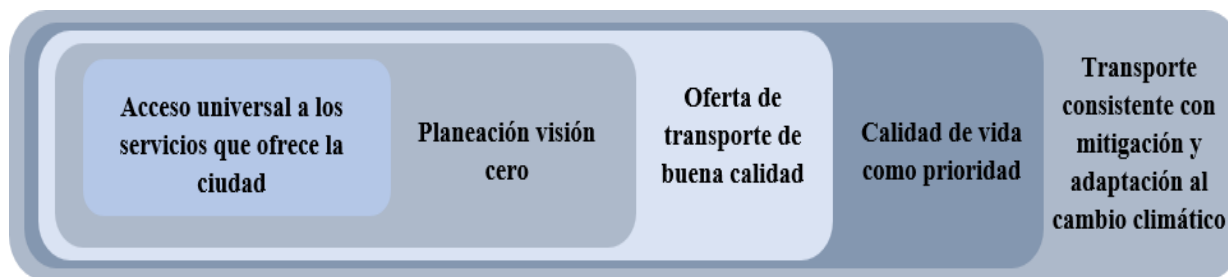 Acceso universal a los
servicios que ofrece la
ciudad
Planeación visión
cero
Oferta de
transporte de
buena calidad
Calidad de vida
como prioridad
Transporte
consistente con
mitigación y
adaptación al
cambio climático